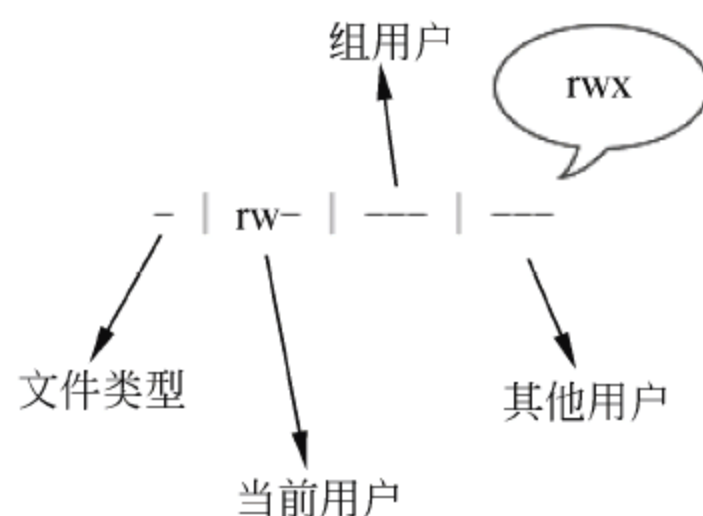 组用户
rwx
- | rw- | --- | ---
文件类型
其他用户
当前用户